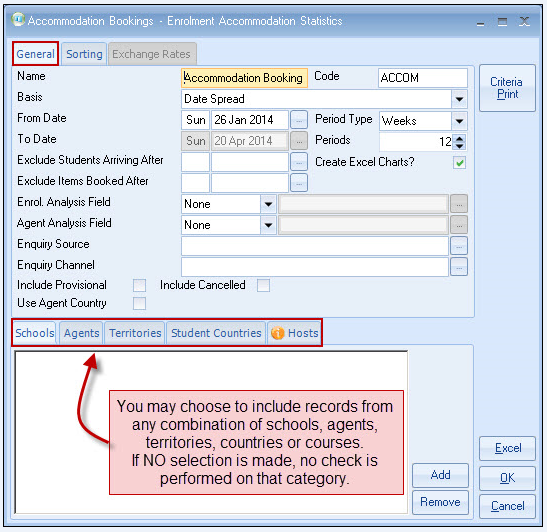 Accommodation Bookings - Enrolment Accommodation Statistics
General Sorting Exchange Rates
Name Accommodation Booking Code ACCOM
Basis Date Spread
From Date Sun 26 Jan 2014 ... Period Type Weeks
To Date Sun 20 Apr 2014 ... Periods 12
Exclude Students Arriving After ... Create Excel Charts?
Exclude Items Booked After ...
Enrol. Analysis Field None ...
Agent Analysis Field None ...
Enquiry Source ...
Enquiry Channel ...
Include Provisional Include Cancelled
Use Agent Country
Criteria
Print
Schools Agents Territories Student Countries Hosts
You may choose to include records from
any combination of schools, agents,
territories, countries or courses.
If NO selection is made, no check is
performed on that category.
Add
Remove
Excel
OK
Cancel